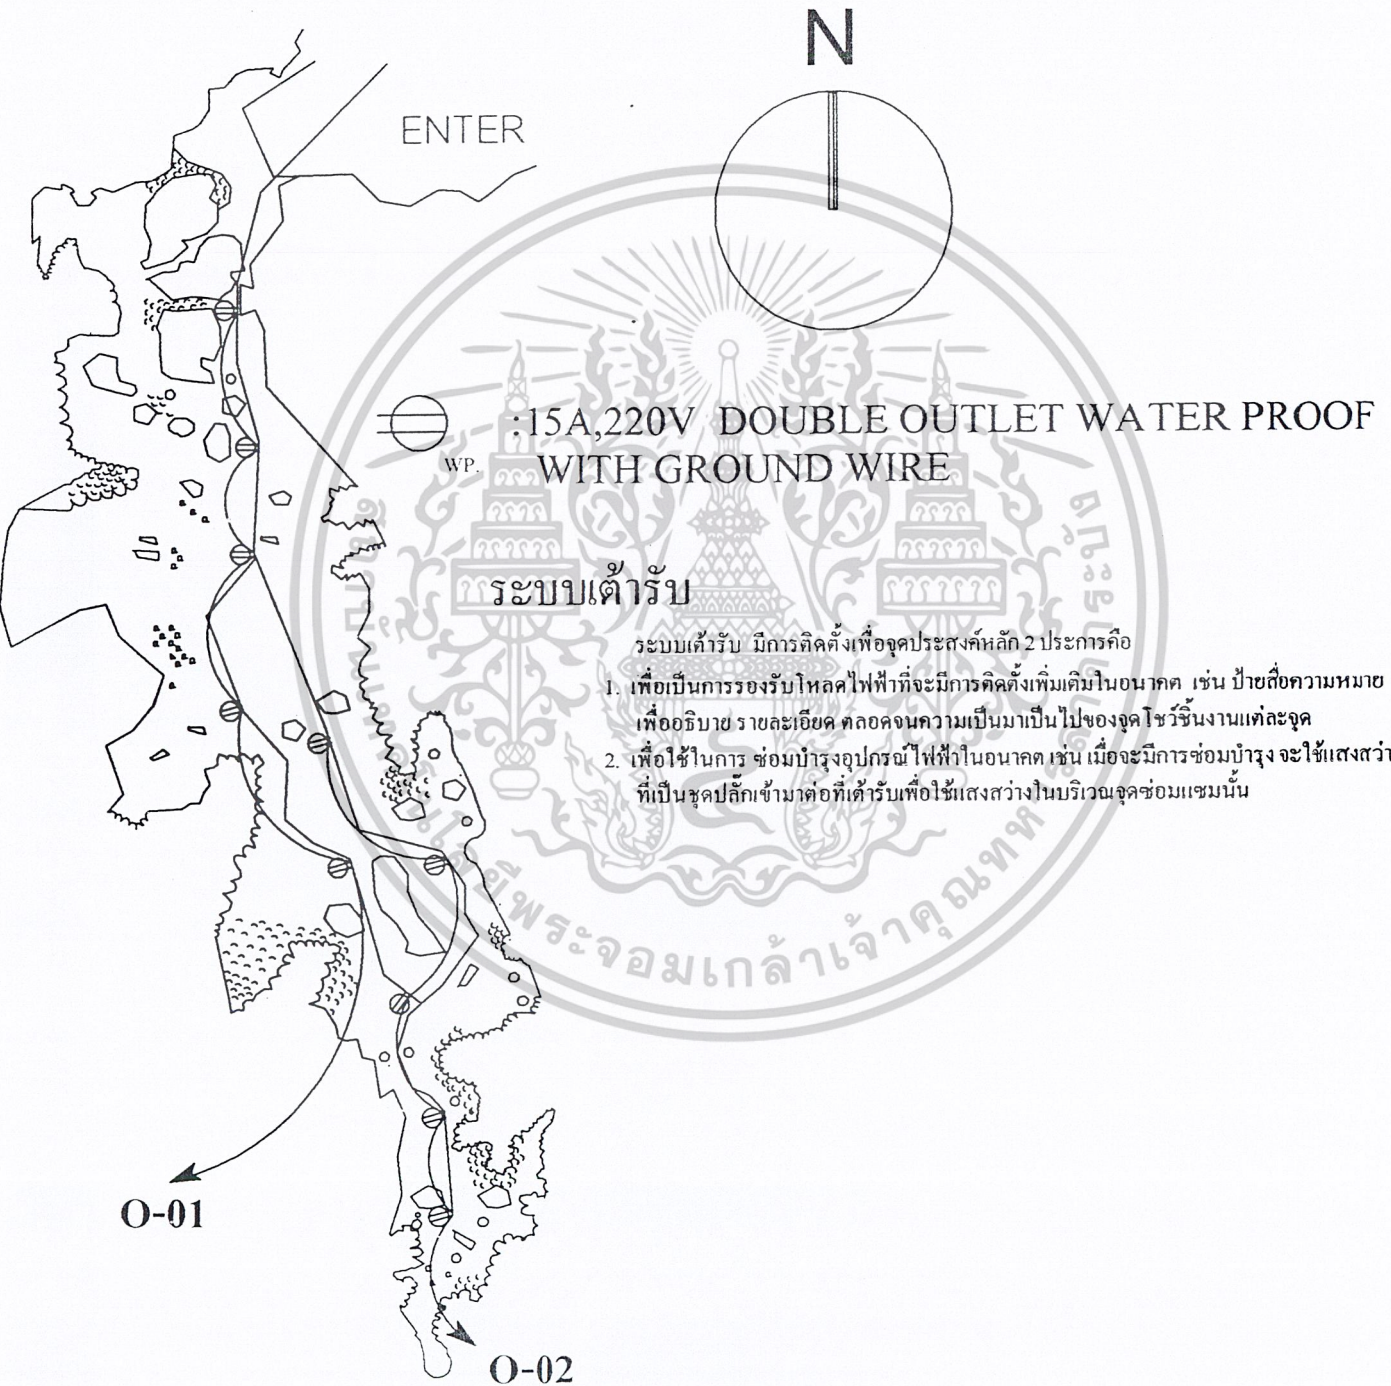 N
ENTER
:15A,220V DOUBLE OUTLET WATER PROOF
WP. WITH GROUND WIRE
ระบบเต้ารับ
ระบบเต้ารับ มีการติดตั้งเพื่อจุดประสงค์หลัก 2 ประการคือ
1. เพื่อเป็นการรองรับโหลดไฟฟ้าที่จะมีการติดตั้งเพิ่มเติมในอนาคต เช่น ป้ายสื่อความหมาย
เพื่ออธิบาย รายละเอียด ตลอดจนความเป็นมาเป็นไปของจุดโชว์ชิ้นงานแต่ละจุด
2. เพื่อใช้ในการ ซ่อมบำรุงอุปกรณ์ไฟฟ้าในอนาคต เช่น เมื่อจะมีการซ่อมบำรุง จะใช้แสงสว่า
ที่เป็นชุดปลั๊กเข้ามาต่อที่เต้ารับเพื่อใช้แสงสว่างในบริเวณจุดซ่อมแซมนั้น
พระจอมเกล้าเจ้าคุณทหาร
O-01
O-02